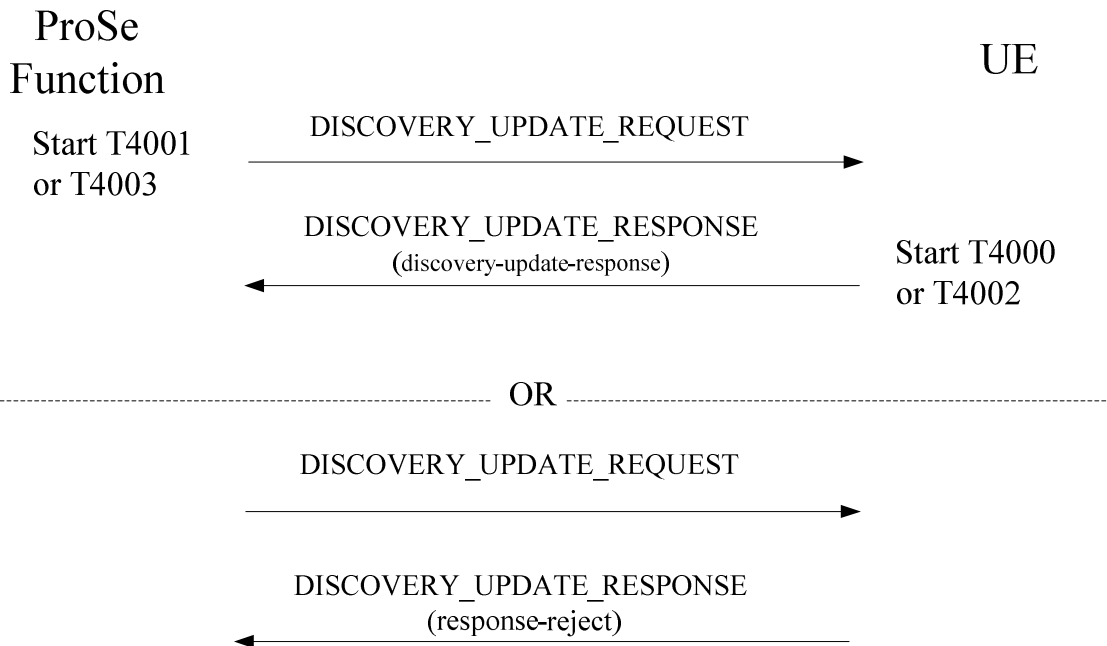 ProSe
Function
UE
DISCOVERY_UPDATE_REQUEST
Start T4001
or T4003
DISCOVERY_UPDATE_RESPONSE
(discovery-update-response)
Start T4000
or T4002
OR
DISCOVERY_UPDATE_REQUEST
DISCOVERY_UPDATE_RESPONSE
(response-reject)